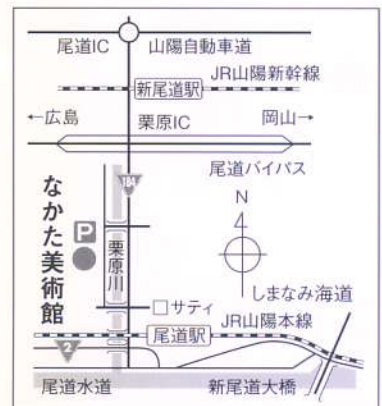 尾道IC 山陽自動車道
JR山陽新幹線
新尾道駅
←広島 岡山→
栗原IC
尾道バイパス
184
N
なかた美術館
P
栗原川
しまなみ海道
サティ
JR山陽本線
尾道駅
2
尾道水道 新尾道大橋